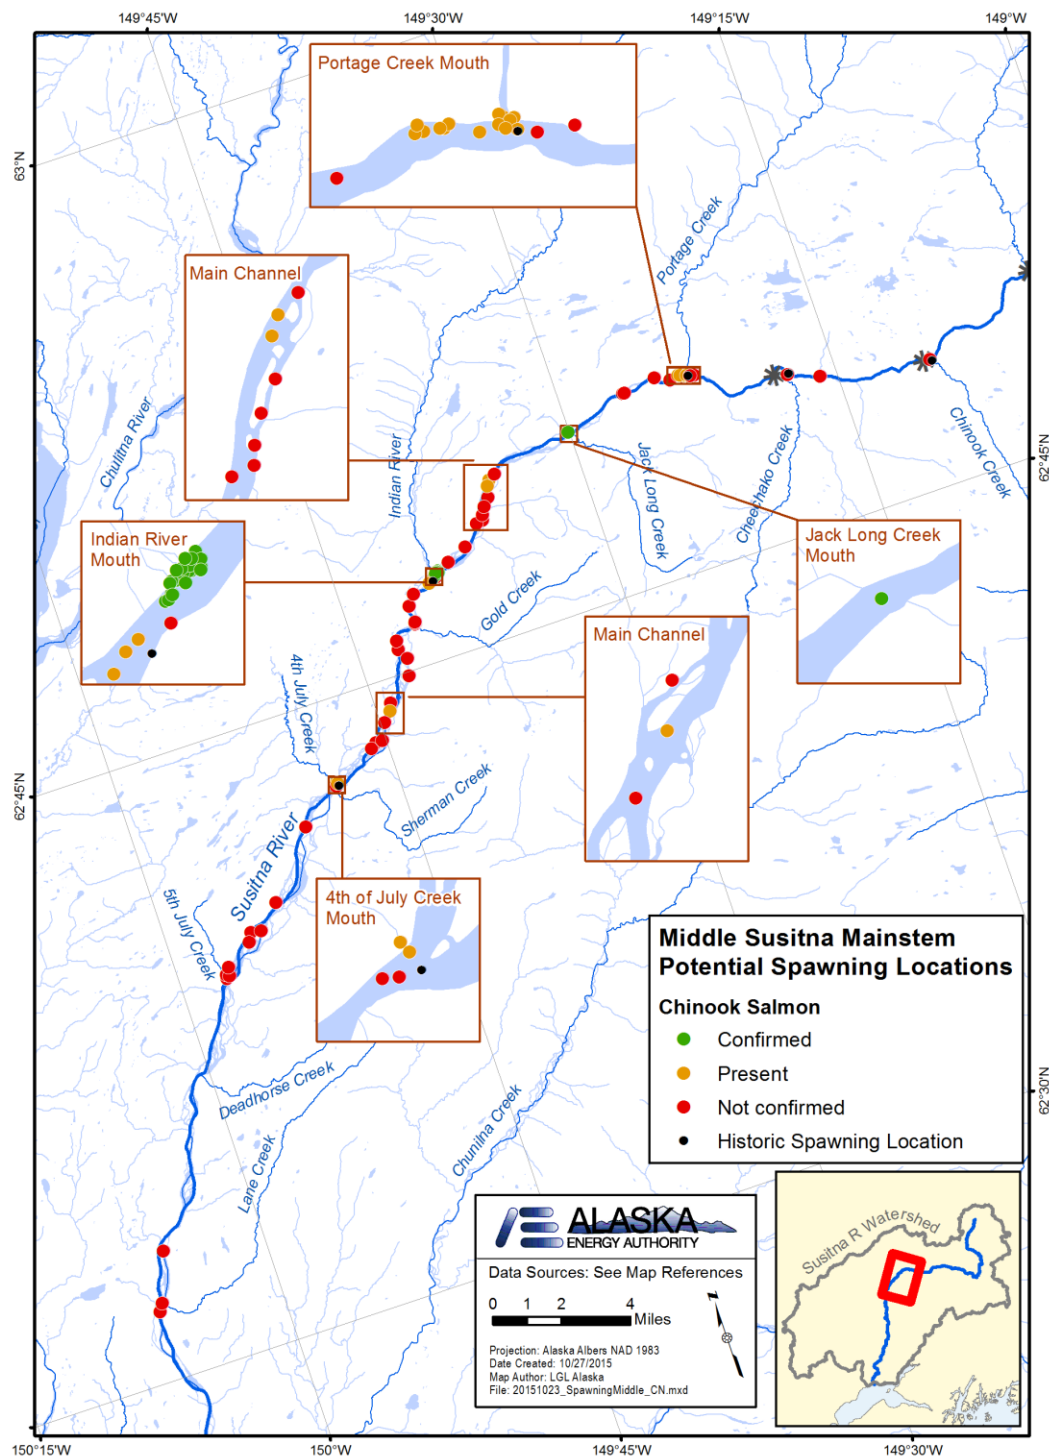 149°45'W
149°30'W
149°15'W
149°W
Portage Creek Mouth
63°N
Portage Creek
Main Channel
Chulitna River
Indian River
Jack Long Creek
Cheechako Creek
Chinook Creek
62°45'N
Indian River
Mouth
Jack Long Creek
Mouth
Gold Creek
Main Channel
4th July Creek
62°45'N
Sherman Creek
Susitna River
5th July Creek
4th of July Creek
Mouth
Middle Susitna Mainstem
Potential Spawning Locations
Chinook Salmon
Confirmed
Present
Not confirmed
Historic Spawning Location
Deadhorse Creek
Lane Creek
Chunilna Creek
62°30'N
ALASKA
ENERGY AUTHORITY
Data Sources: See Map References
0 1 2 4
Miles
N
Projection: Alaska Albers NAD 1983
Date Created: 10/27/2015
Map Author: LGL Alaska
File: 20151023_SpawningMiddle_CN.mxd
Susitna R Watershed
150°15'W
150°W
149°45'W
149°30'W